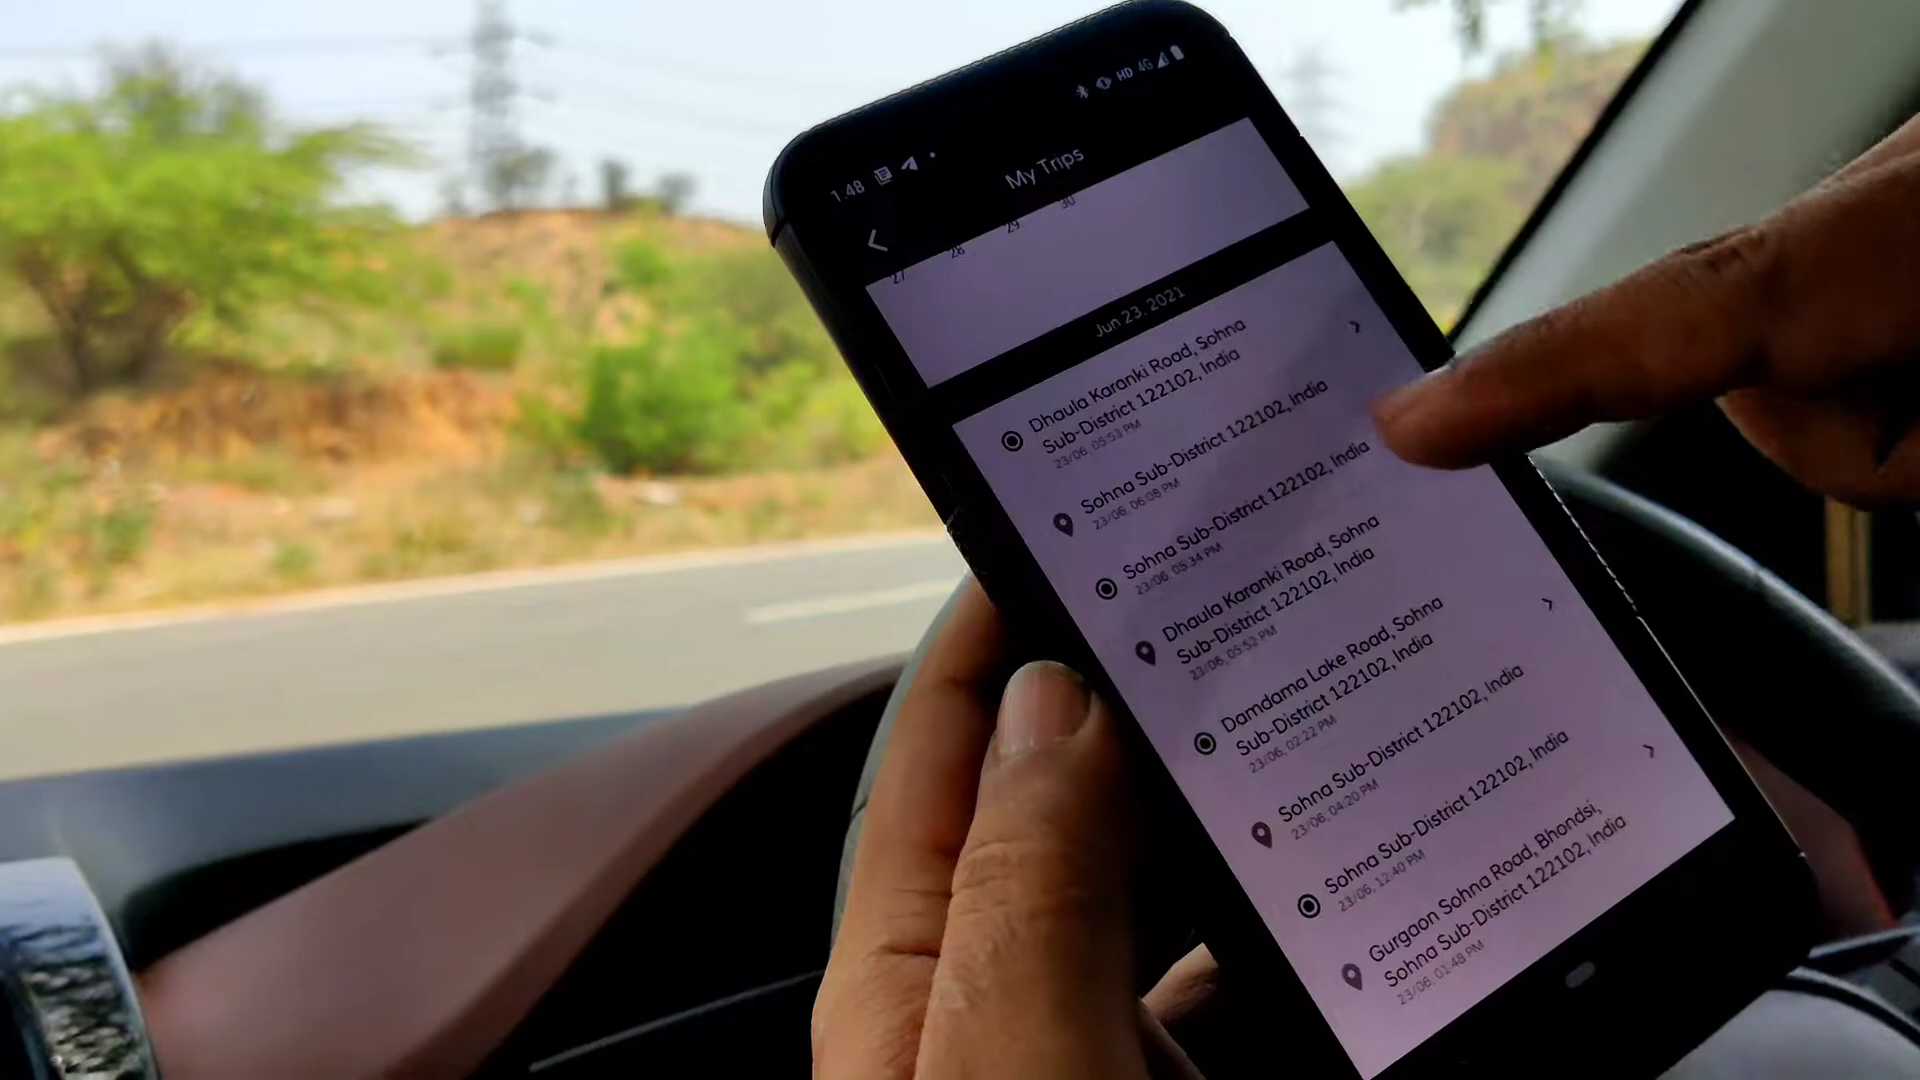 1:48
HD 4G
My Trips
27 28 29 30
Jun 23, 2021
Dhaula Karanki Road, Sohna
Sub-District 122102, India
23/06, 05:53 PM
Sohna Sub-District 122102, India
23/06, 06:08 PM
Sohna Sub-District 122102, India
23/06, 05:34 PM
Dhaula Karanki Road, Sohna
Sub-District 122102, India
23/06, 05:52 PM
Damdama Lake Road, Sohna
Sub-District 122102, India
23/06, 02:22 PM
Sohna Sub-District 122102, India
23/06, 04:20 PM
Sohna Sub-District 122102, India
23/06, 12:40 PM
Gurgaon Sohna Road, Bhondsi,
Sohna Sub-District 122102, India
23/06, 01:48 PM